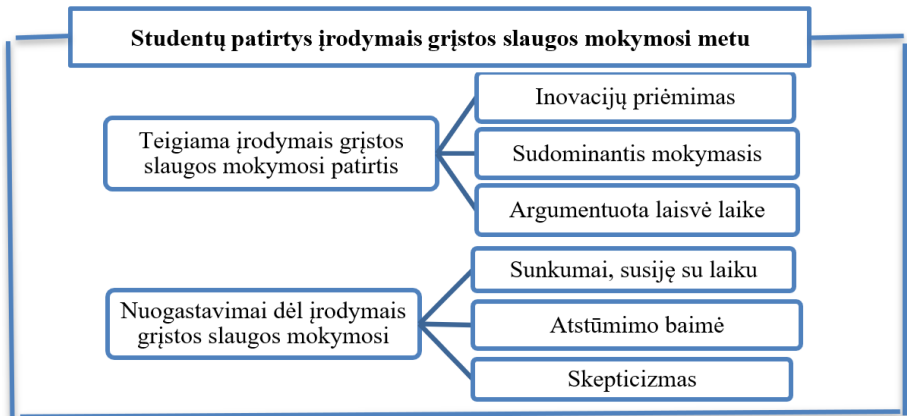 Studentų patirtys įrodymais grįstos slaugos mokymosi metu
Teigiama įrodymais grįstos
slaugos mokymosi patirtis
Inovacijų priėmimas
Sudominantis mokymasis
Argumentuota laisvė laike
Nuogastavimai dėl įrodymais
grįstos slaugos mokymosi
Sunkumai, susiję su laiku
Atstūmimo baimė
Skepticizmas